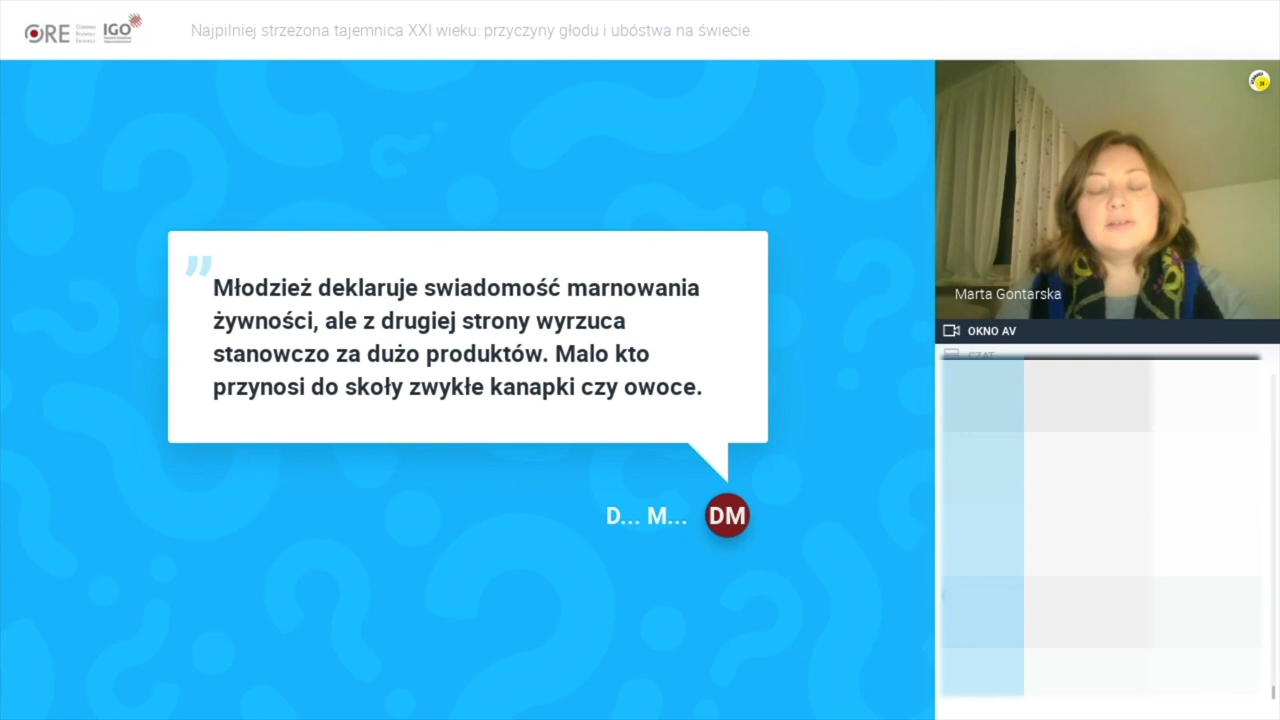 ORE
IGO
Najpilniej strzeżona tajemnica XXI wieku: przyczyny głodu i ubóstwa na świecie.
Młodzież deklaruje swiadomość marnowania
żywności, ale z drugiej strony wyrzuca
stanowczo za dużo produktów. Malo kto
przynosi do skoły zwykłe kanapki czy owoce.
D... M...
DM
Marta Gontarska
OKNO AV
CZAT